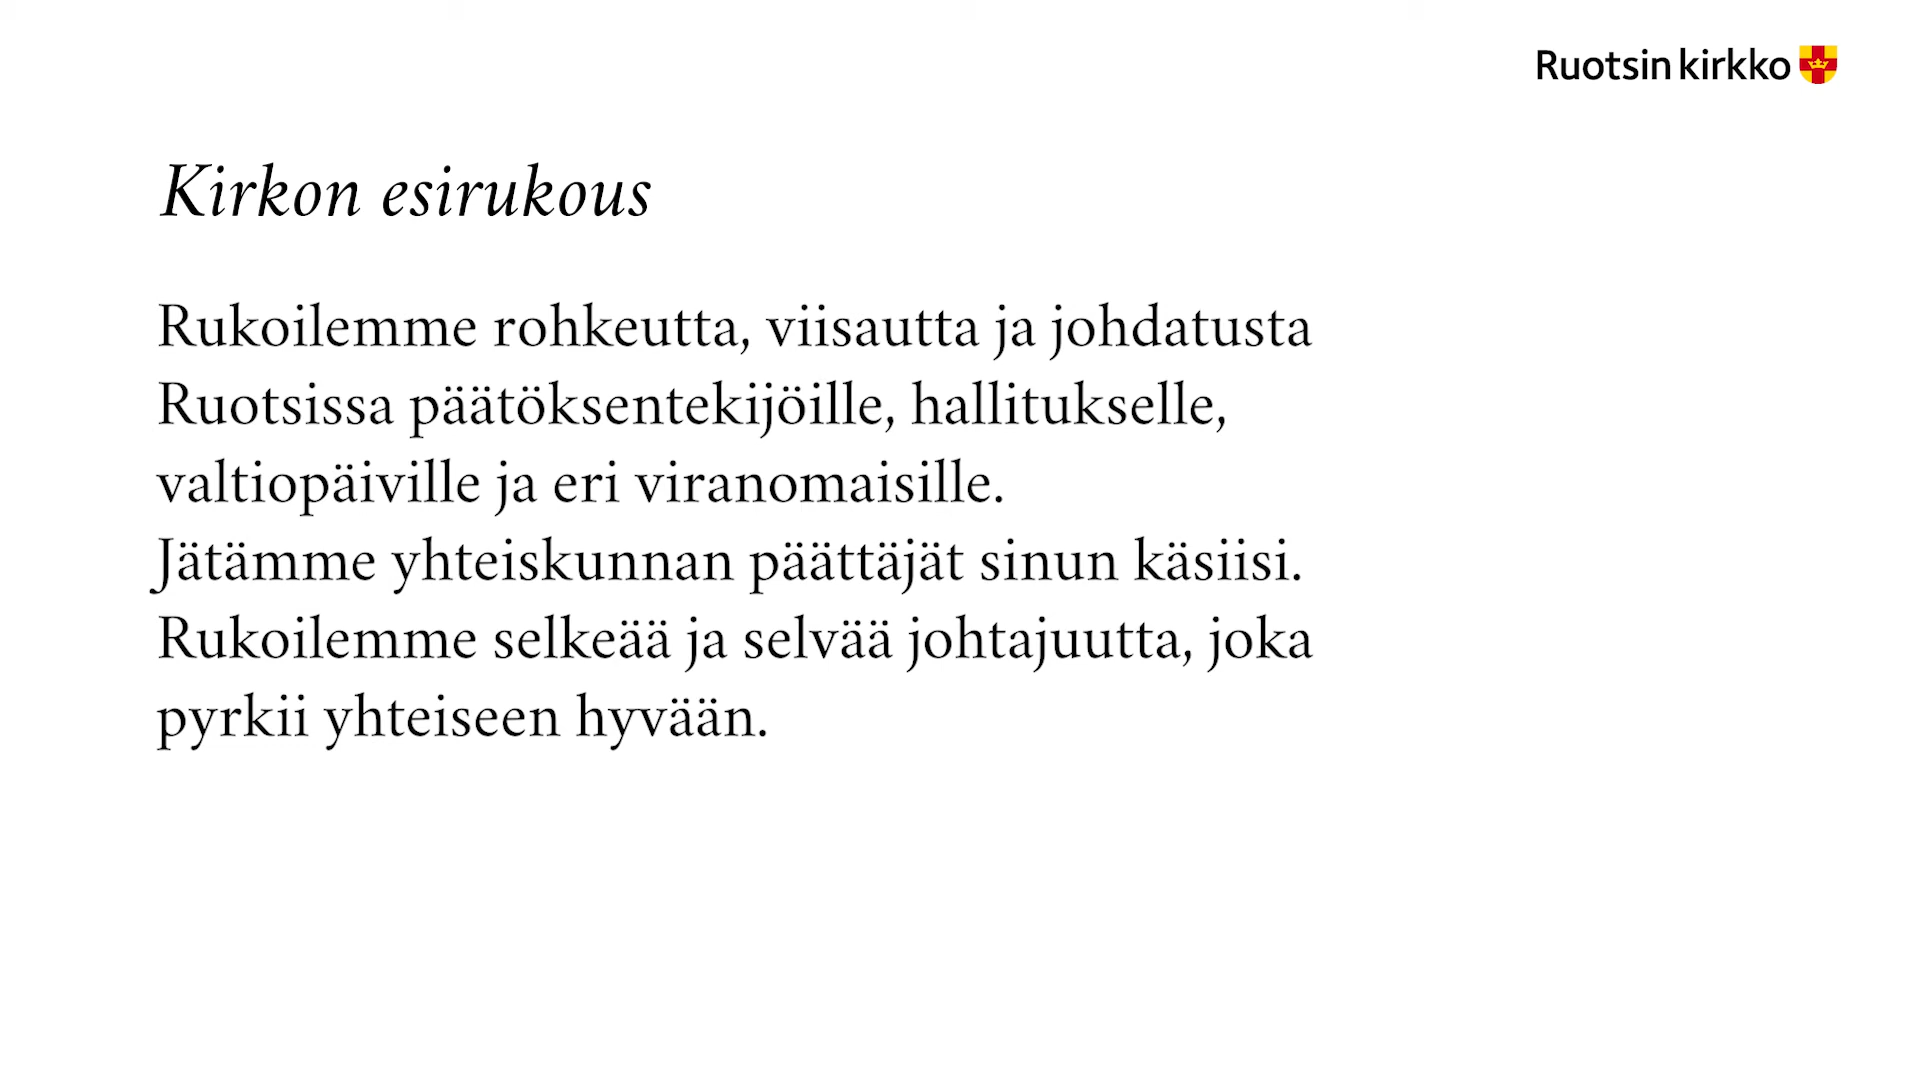 Ruotsin kirkko
Kirkon esirukous
Rukoilemme rohkeutta, viisautta ja johdatusta
Ruotsissa päätöksentekijöille, hallitukselle,
valtiopäiville ja eri viranomaisille.
Jätämme yhteiskunnan päättäjät sinun käsiisi.
Rukoilemme selkeää ja selvää johtajuutta, joka
pyrkii yhteiseen hyvään.